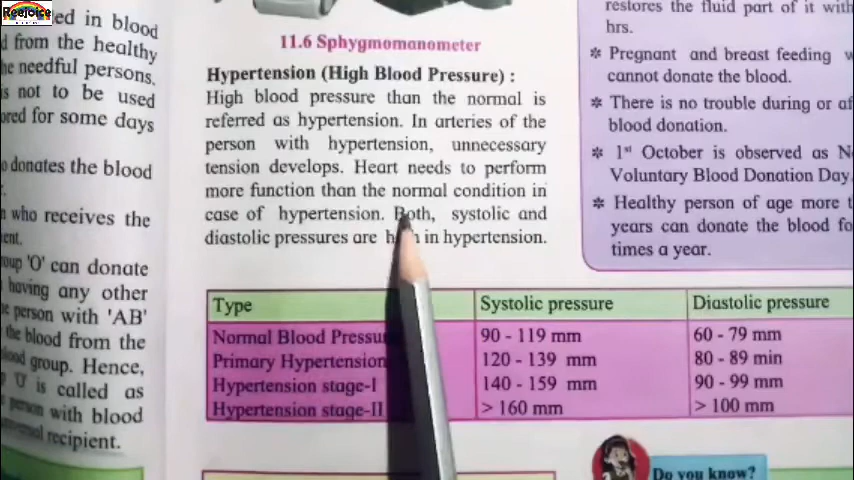 Reejoice
ed in blood
from the healthy
needful persons.
is not to be used
for some days
donates the blood
who receives the
'O' can donate
having any other
person with 'AB'
the blood from the
group. Hence,
is called as
person with blood
recipient.
11.6 Sphygmomanometer
Hypertension (High Blood Pressure) :
High blood pressure than the normal is
referred as hypertension. In arteries of the
person with hypertension, unnecessary
tension develops. Heart needs to perform
more function than the normal condition in
case of hypertension. Both, systolic and
diastolic pressures are in hypertension.
restores the fluid part of it with
hrs.
* Pregnant and breast feeding
cannot donate the blood.
* There is no trouble during or
blood donation.
* 1st October is observed as
Voluntary Blood Donation Day.
* Healthy person of age more
years can donate the blood
times a year.
Type Systolic pressure Diastolic pressure
Normal Blood 90 - 119 mm 60 - 79 mm
Primary Hypertension 120 - 139 mm 80 - 89 min
Hypertension stage-I 140 - 159 mm 90 - 99 mm
Hypertension stage-II > 160 mm > 100 mm
Do you know?